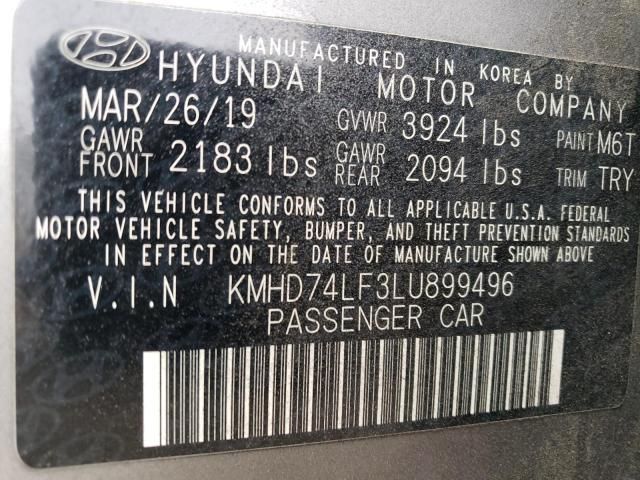 MANUFACTURED IN KOREA BY
HYUNDAI MOTOR COMPANY
MAR/26/19 GVWR 3924 lbs PAINT M6T
GAWR FRONT 2183 lbs GAWR REAR 2094 lbs TRIM TRY
THIS VEHICLE CONFORMS TO ALL APPLICABLE U.S.A. FEDERAL
MOTOR VEHICLE SAFETY, BUMPER, AND THEFT PREVENTION STANDARDS
IN EFFECT ON THE DATE OF MANUFACTURE SHOWN ABOVE
V.I.N KMHD74LF3LU899496
PASSENGER CAR